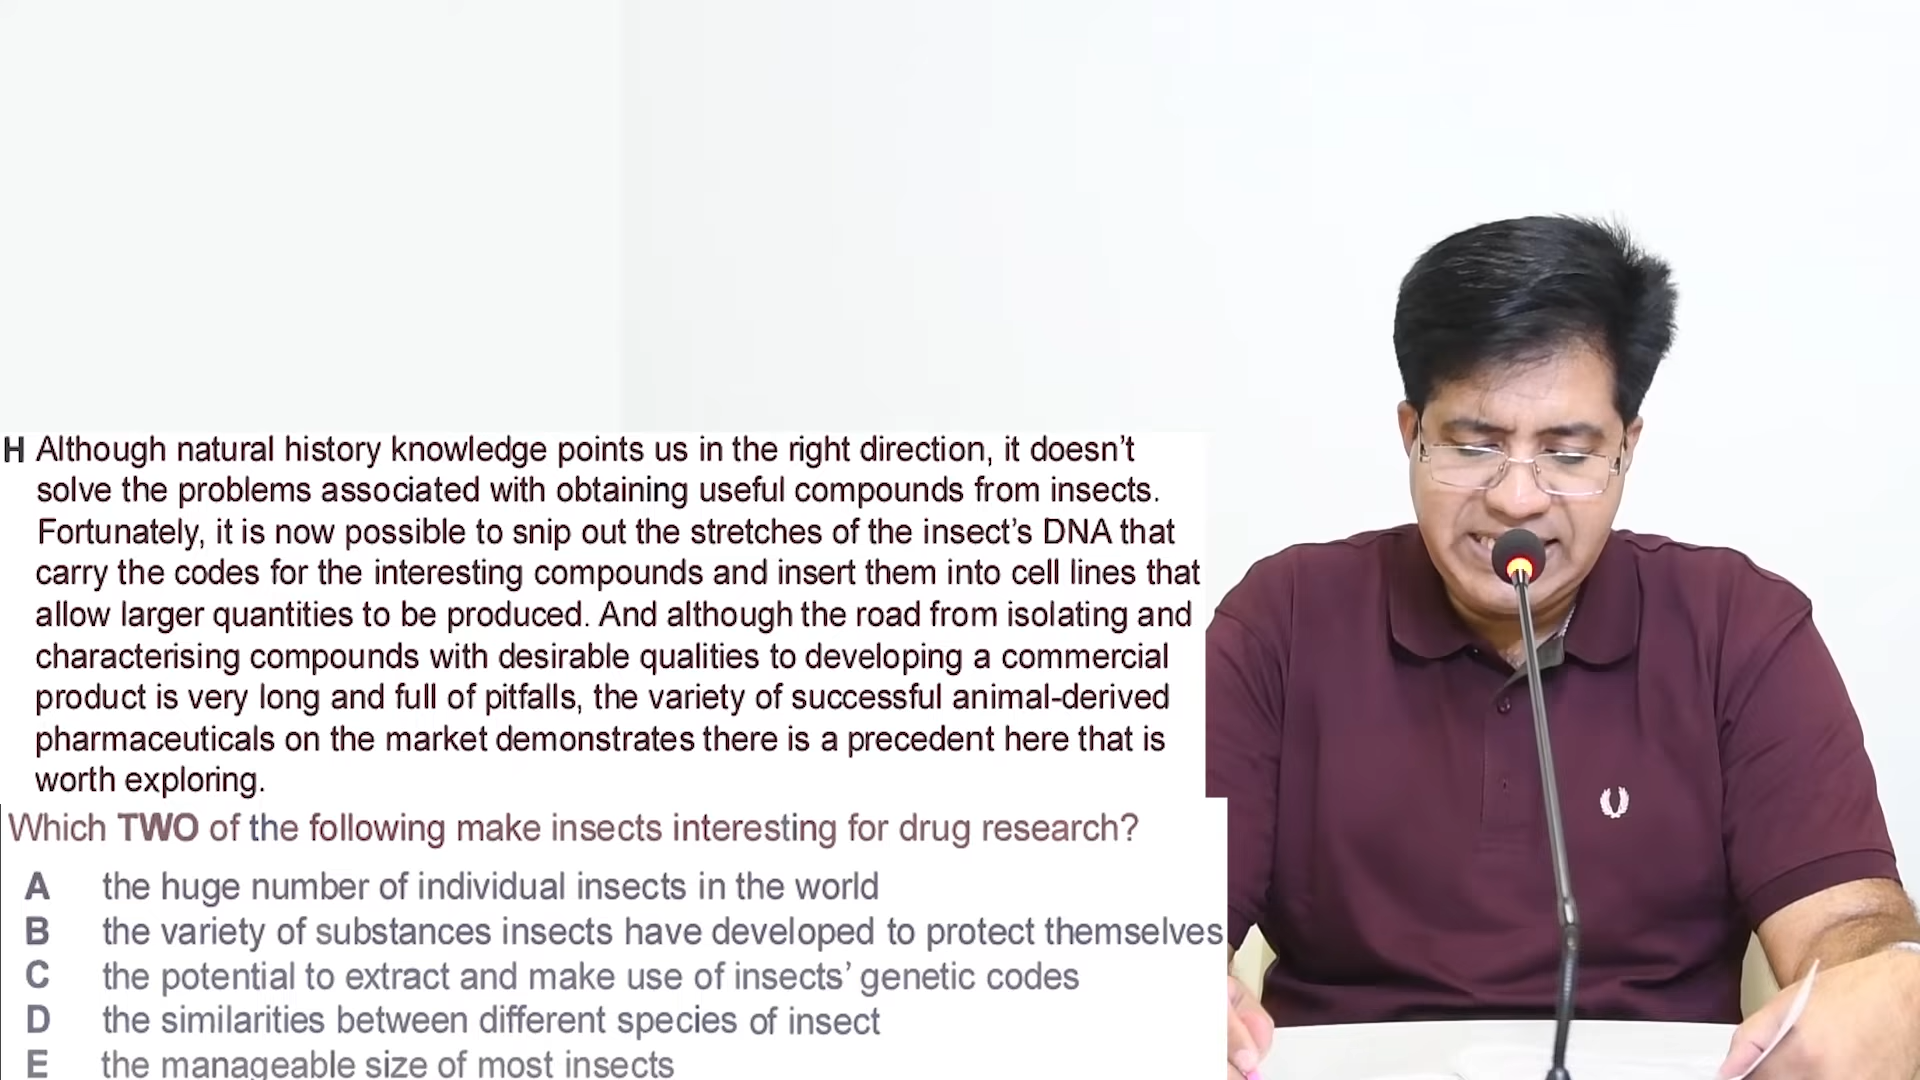 H Although natural history knowledge points us in the right direction, it doesn’t
solve the problems associated with obtaining useful compounds from insects.
Fortunately, it is now possible to snip out the stretches of the insect’s DNA that
carry the codes for the interesting compounds and insert them into cell lines that
allow larger quantities to be produced. And although the road from isolating and
characterising compounds with desirable qualities to developing a commercial
product is very long and full of pitfalls, the variety of successful animal-derived
pharmaceuticals on the market demonstrates there is a precedent here that is
worth exploring.
Which TWO of the following make insects interesting for drug research?
A the huge number of individual insects in the world
B the variety of substances insects have developed to protect themselves
C the potential to extract and make use of insects’ genetic codes
D the similarities between different species of insect
E the manageable size of most insects